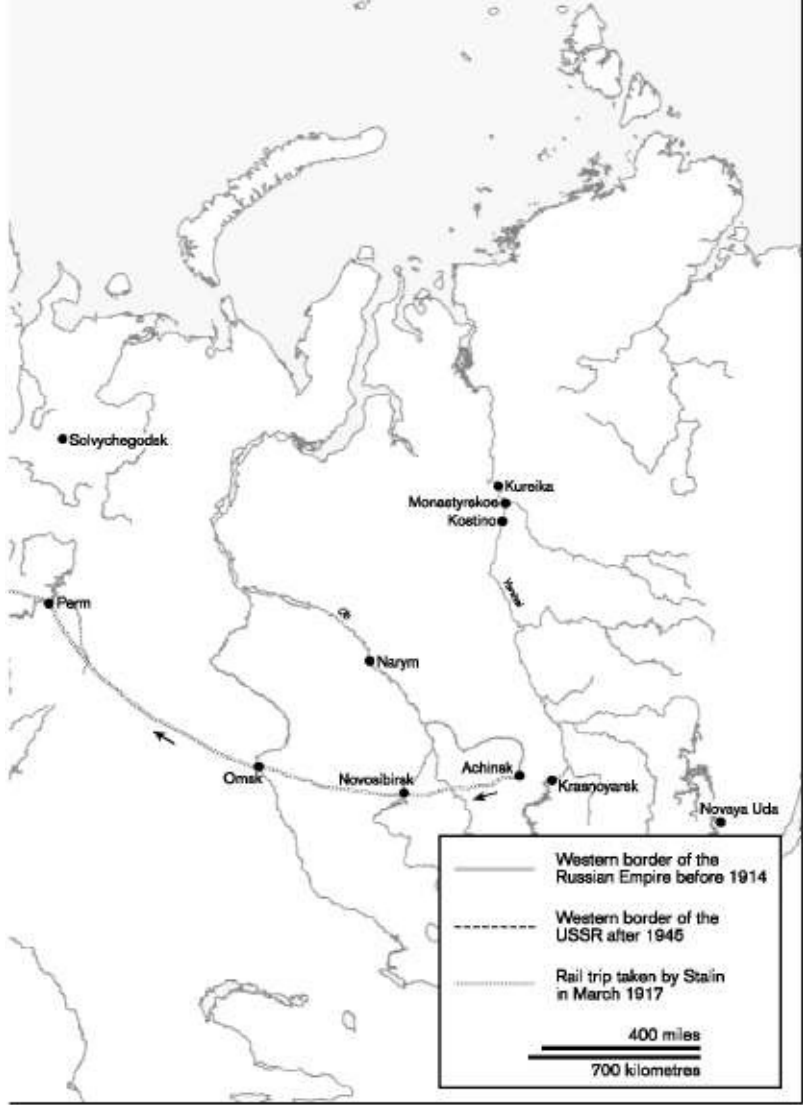 Solvychegodsk
Kureika
Monastyrskoe
Kostino
Yenisei
Perm
Ob
Narym
Omsk
Novosibirsk
Achinsk
Krasnoyarsk
Novaya Uda
Western border of the
Russian Empire before 1914
Western border of the
USSR after 1945
Rail trip taken by Stalin
in March 1917
400 miles
700 kilometres